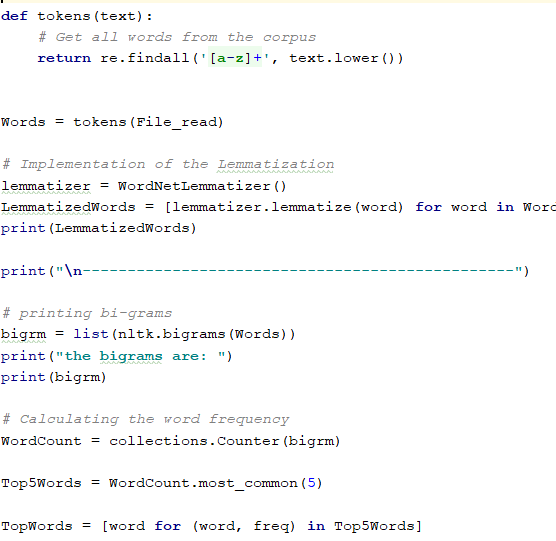 def tokens(text):
    # Get all words from the corpus
    return re.findall('[a-z]+', text.lower())
Words = tokens(File_read)
# Implementation of the Lemmatization
lemmatizer = WordNetLemmatizer()
LemmatizedWords = [lemmatizer.lemmatize(word) for word in Word
print(LemmatizedWords)
print("\n------------------------------------------------")
# printing bi-grams
bigrm = list(nltk.bigrams(Words))
print("the bigrams are: ")
print(bigrm)
# Calculating the word frequency
WordCount = collections.Counter(bigrm)
Top5Words = WordCount.most_common(5)
TopWords = [word for (word, freq) in Top5Words]